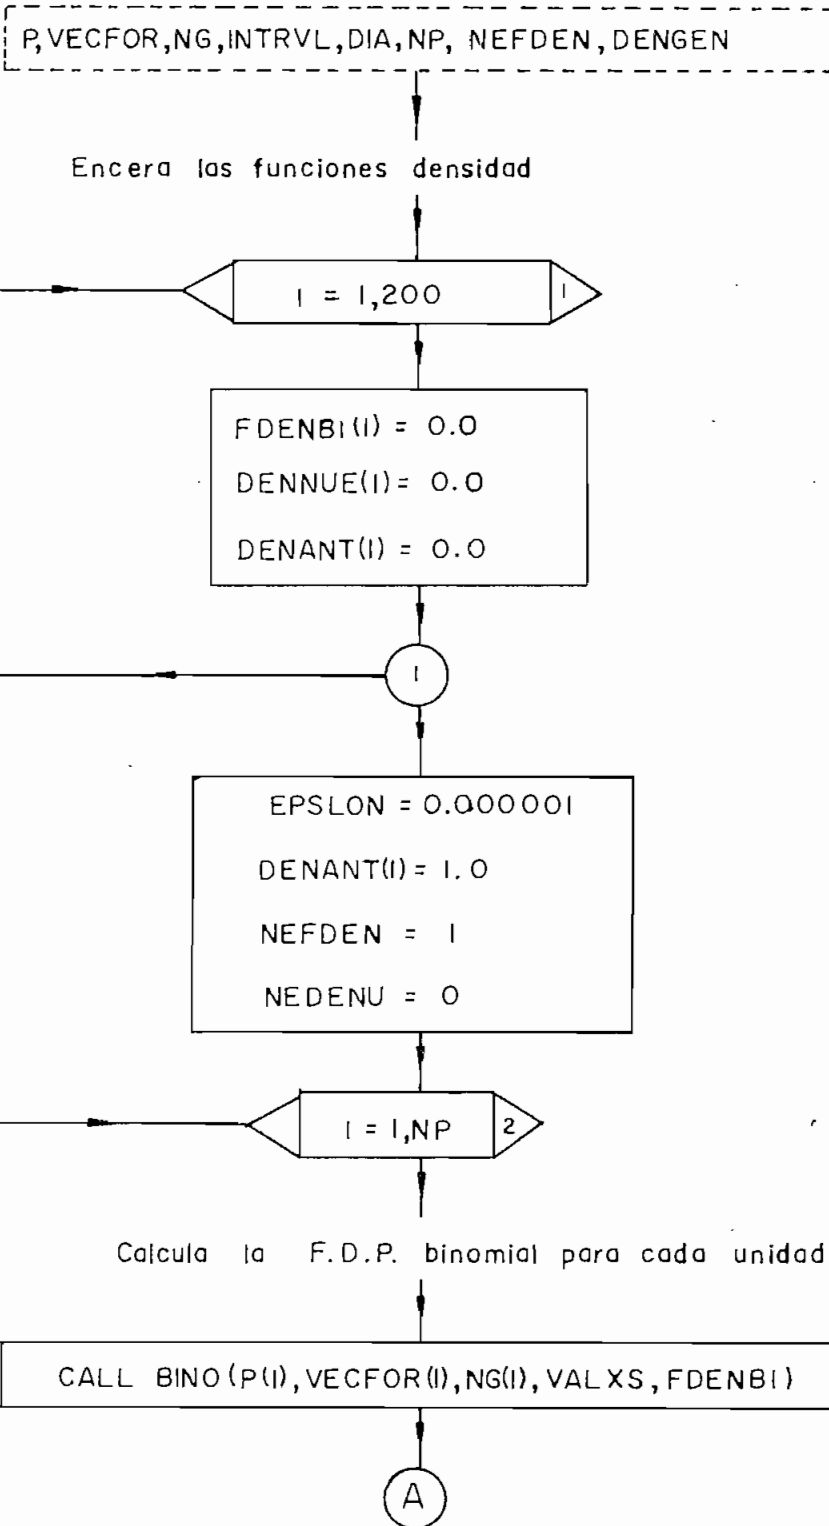 P,VECFOR,NG,INTRVL,DIA,NP, NEFDEN,DENGEN
Encera las funciones densidad
I = 1,200
1
FDENBI(I) = 0.0
DENNUE(I) = 0.0
DENANT(I) = 0.0
1
EPSLON = 0.000001
DENANT(1) = 1.0
NEFDEN = 1
NEDENU = 0
I = 1,NP
2
Calcula la F.D.P. binomial para cada unidad
CALL BINO(P(I),VECFOR(I),NG(I),VALXS,FDENBI)
A